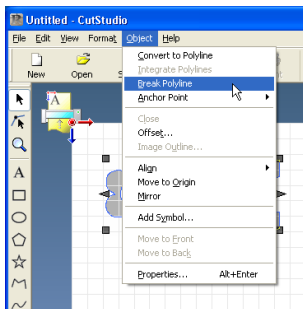 Untitled - CutStudio
File Edit View Format Object Help
New Open
Convert to Polyline
Integrate Polylines
Break Polyline
Anchor Point
Close
Offset...
Image Outline...
Align
Move to Origin
Mirror
Add Symbol...
Move to Front
Move to Back
Properties... Alt+Enter
A
A